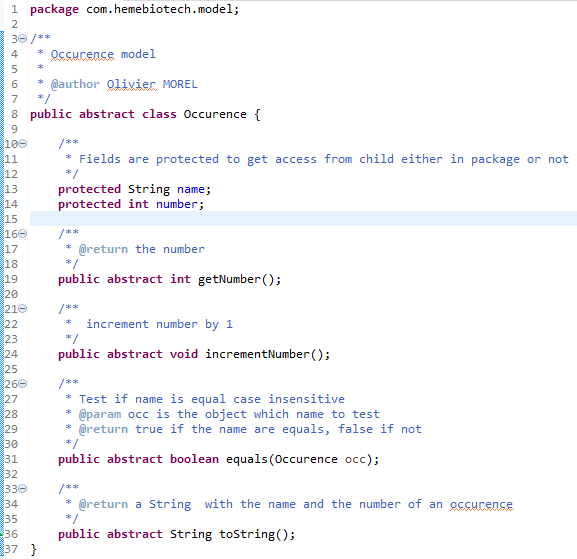 1 package com.hemebiotech.model;
2
3 /**
4  * Occurence model
5  *
6  * @author Olivier MOREL
7  */
8 public abstract class Occurence {
9
10     /**
11      * Fields are protected to get access from child either in package or not
12      */
13     protected String name;
14     protected int number;
15
16     /**
17      * @return the number
18      */
19     public abstract int getNumber();
20
21     /**
22      *  increment number by 1
23      */
24     public abstract void incrementNumber();
25
26     /**
27      * Test if name is equal case insensitive
28      * @param occ is the object which name to test
29      * @return true if the name are equals, false if not
30      */
31     public abstract boolean equals(Occurence occ);
32
33     /**
34      * @return a String  with the name and the number of an occurence
35      */
36     public abstract String toString();
37 }